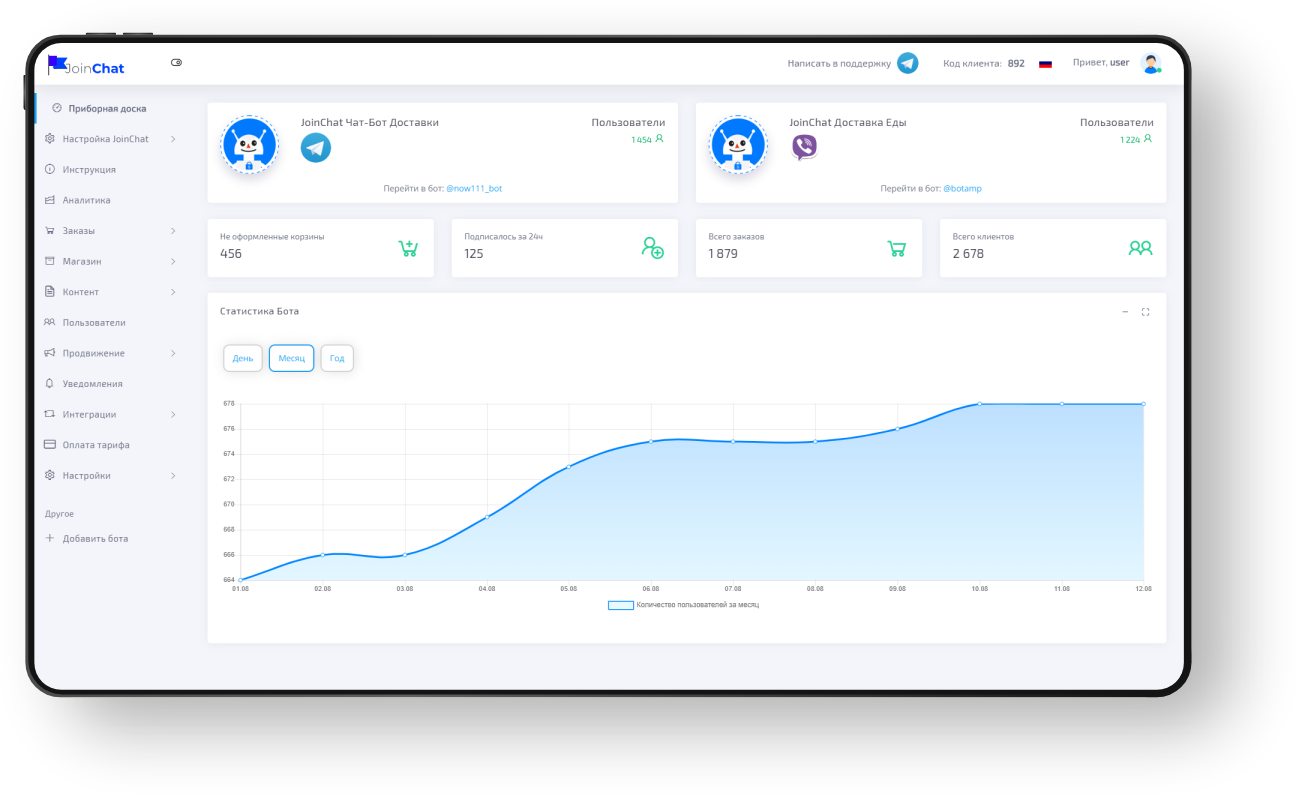 JoinChat
Написать в поддержку
Код клиента: 892
Привет, user
Приборная доска
Настройка JoinChat
Инструкция
Аналитика
Заказы
Магазин
Контент
Пользователи
Продвижение
Уведомления
Интеграции
Оплата тарифа
Настройки
Другое
Добавить бота
JoinChat Чат-Бот Доставки
Пользователи
1 454
Перейти в бот: @now111_bot
JoinChat Доставка Еды
Пользователи
1 224
Перейти в бот: @botamp
Не оформленные корзины
456
Подписалось за 24ч
125
Всего заказов
1 879
Всего клиентов
2 678
Статистика Бота
День
Месяц
Год
678
676
674
672
670
668
666
664
01.08
02.08
03.08
04.08
05.08
06.08
07.08
08.08
09.08
10.08
11.08
12.08
Количество пользователей за месяц